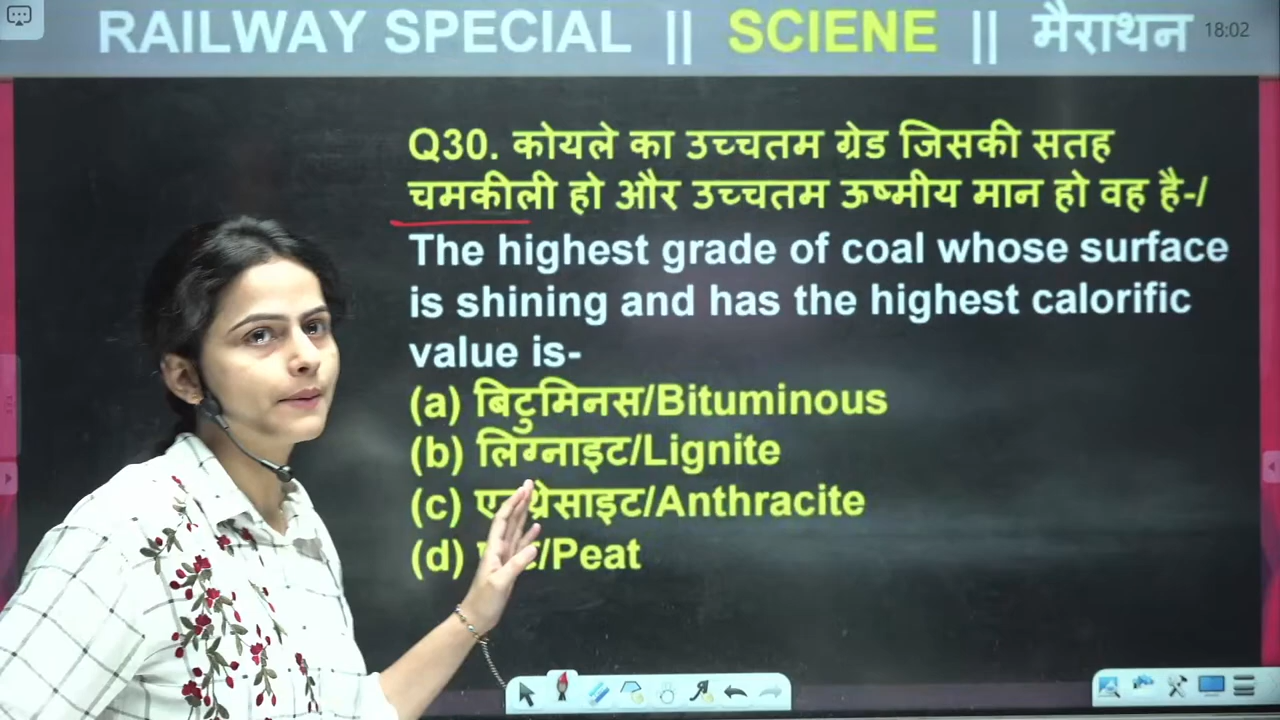 RAILWAY SPECIAL || SCIENE || मैराथन 18:02
Q30. कोयले का उच्चतम ग्रेड जिसकी सतह
चमकीली हो और उच्चतम ऊष्मीय मान हो वह है-/
The highest grade of coal whose surface
is shining and has the highest calorific
value is-
(a) बिटुमिनस/Bituminous
(b) लिग्नाइट/Lignite
(c) एन्थ्रेसाइट/Anthracite
(d) /Peat